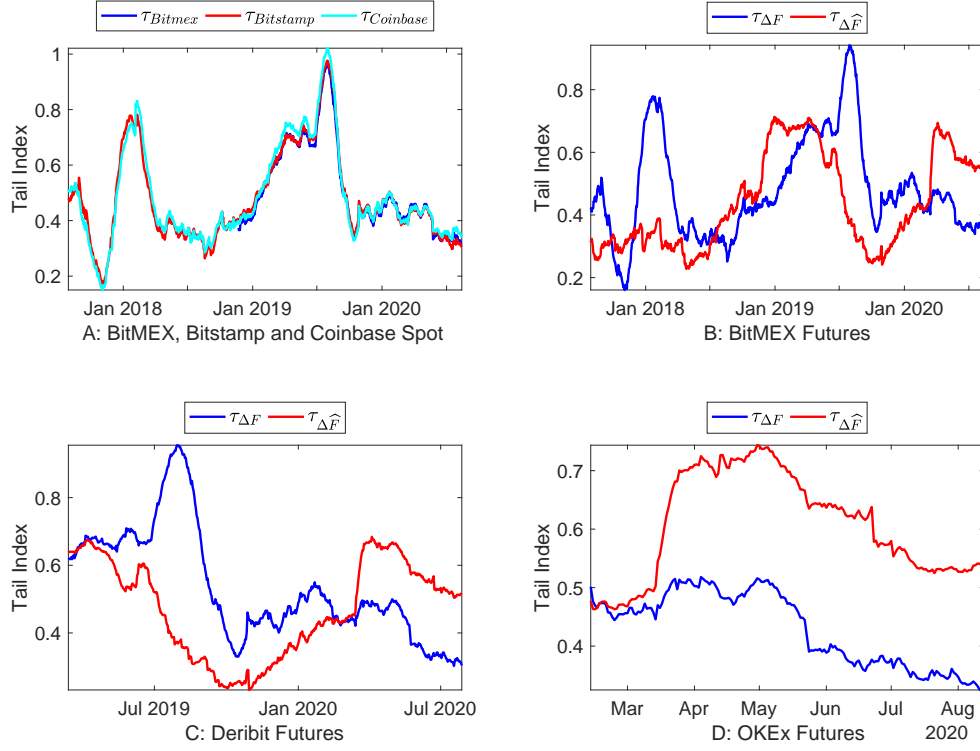 τBitmex τBitstamp τCoinbase
1
0.8
0.6
0.4
0.2
Tail Index
Jan 2018 Jan 2019 Jan 2020
A: BitMEX, Bitstamp and Coinbase Spot
τΔF τΔF̂
0.8
0.6
0.4
0.2
Tail Index
Jan 2018 Jan 2019 Jan 2020
B: BitMEX Futures
τΔF τΔF̂
0.8
0.6
0.4
Tail Index
Jul 2019 Jan 2020 Jul 2020
C: Deribit Futures
τΔF τΔF̂
0.7
0.6
0.5
0.4
Tail Index
Mar Apr May Jun Jul Aug
D: OKEx Futures 2020